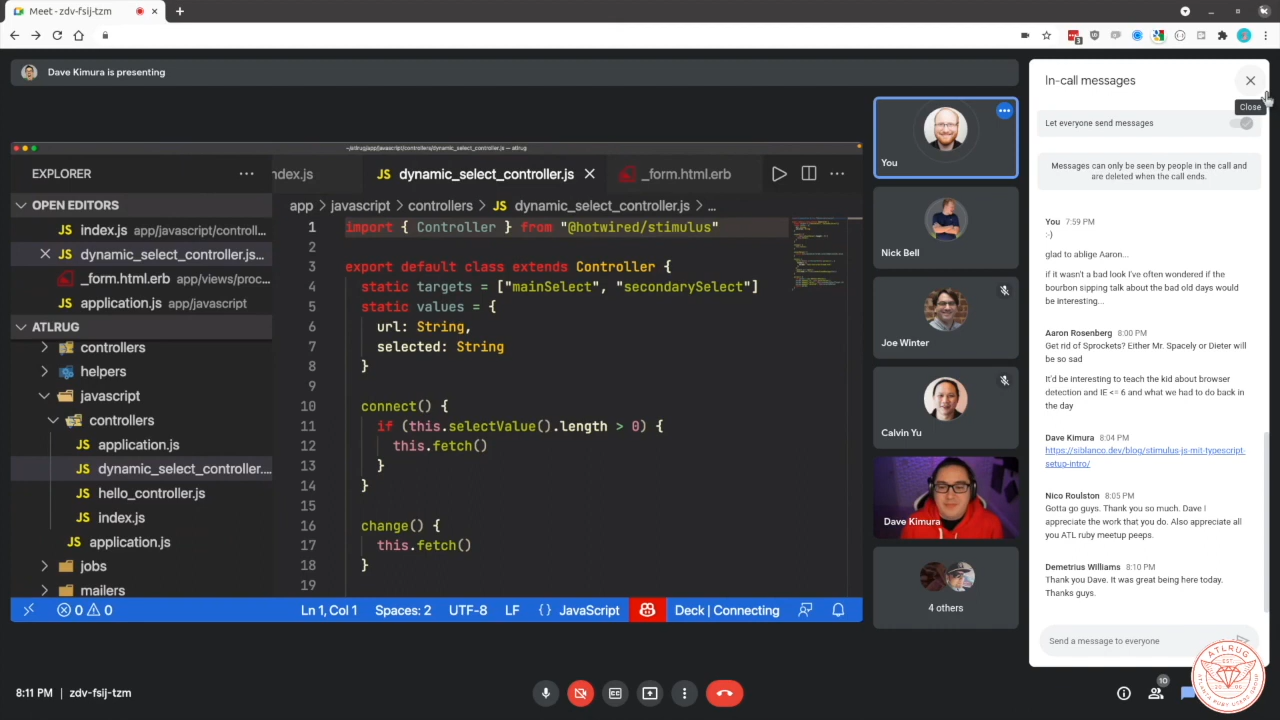 Meet - zdv-fsij-tzm
3
Dave Kimura is presenting
~/atlrug/app/javascript/controllers/dynamic_select_controller.js — atlrug
EXPLORER
ndex.js
dynamic_select_controller.js
_form.html.erb
OPEN EDITORS
app
javascript
controllers
dynamic_select_controller.js
...
index.js app/javascript/controll...
dynamic_select_controller.js...
_form.html.erb app/views/proc...
application.js app/javascript
ATLRUG
controllers
helpers
javascript
controllers
application.js
dynamic_select_controller....
hello_controller.js
index.js
application.js
jobs
mailers
1 import { Controller } from "@hotwired/stimulus"
2
3 export default class extends Controller {
4 static targets = ["mainSelect", "secondarySelect"]
5 static values = {
6 url: String,
7 selected: String
8 }
9
10 connect() {
11 if (this.selectValue().length > 0) {
12 this.fetch()
13 }
14 }
15
16 change() {
17 this.fetch()
18 }
19
0 0
Ln 1, Col 1
Spaces: 2
UTF-8
LF
{} JavaScript
Deck | Connecting
You
Nick Bell
Joe Winter
Calvin Yu
Dave Kimura
4 others
In-call messages
Close
Let everyone send messages
Messages can only be seen by people in the call and
are deleted when the call ends.
You 7:59 PM
:-)
glad to ablige Aaron...
if it wasn't a bad look I've often wondered if the
bourbon sipping talk about the bad old days would
be interesting...
Aaron Rosenberg 8:00 PM
Get rid of Sprockets? Either Mr. Spacely or Dieter will
be so sad
It'd be interesting to teach the kid about browser
detection and IE <= 6 and what we had to do back in
the day
Dave Kimura 8:04 PM
https://siblanco.dev/blog/stimulus-js-mit-typescript-
setup-intro/
Nico Roulston 8:05 PM
Gotta go guys. Thank you so much. Dave I
appreciate the work that you do. Also appreciate all
you ATL ruby meetup peeps.
Demetrius Williams 8:10 PM
Thank you Dave. It was great being here today.
Thanks guys.
Send a message to everyone
8:11 PM | zdv-fsij-tzm
10
ATLRUG
EST.
ATLANTA RUBY USERS GROUP